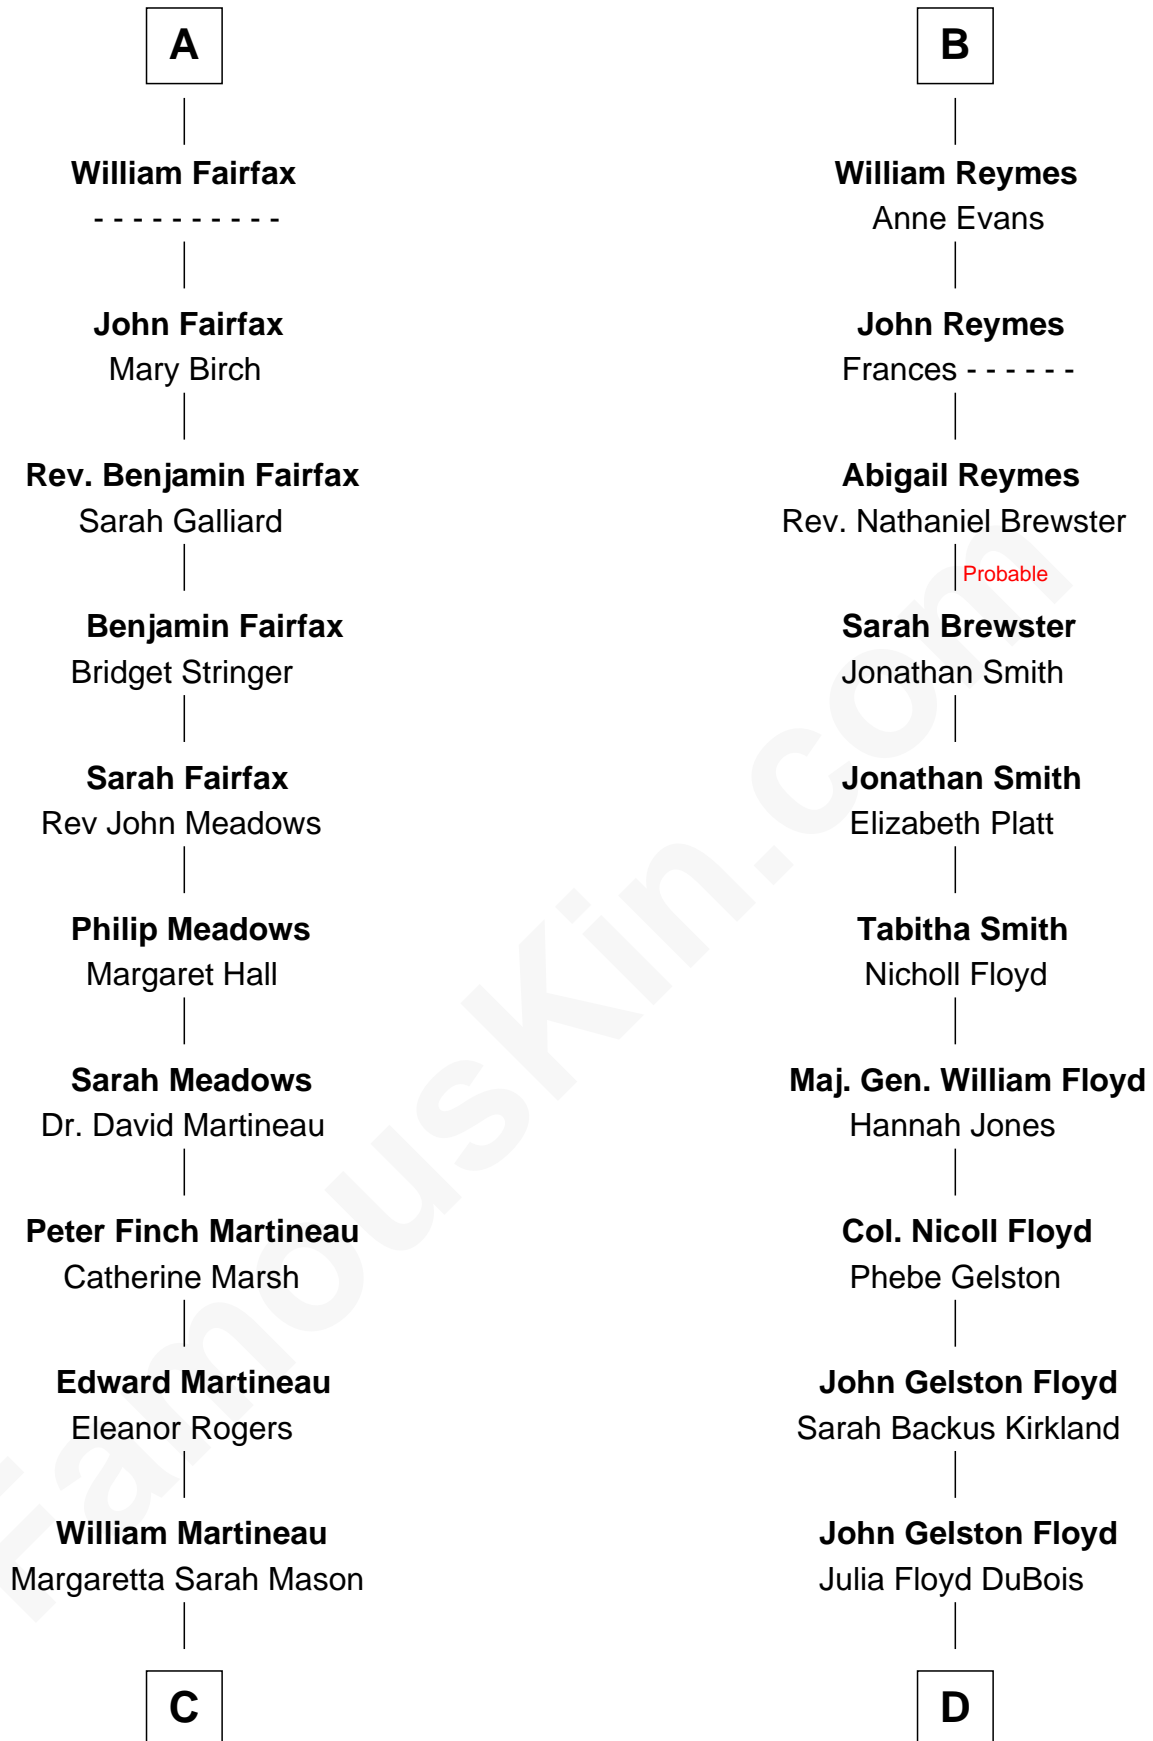 A
William Fairfax
- - - - - - - - - -
John Fairfax
Mary Birch
Rev. Benjamin Fairfax
Sarah Galliard
Benjamin Fairfax
Bridget Stringer
Sarah Fairfax
Rev John Meadows
Philip Meadows
Margaret Hall
Sarah Meadows
Dr. David Martineau
Peter Finch Martineau
Catherine Marsh
Edward Martineau
Eleanor Rogers
William Martineau
Margaretta Sarah Mason
C
B
William Reymes
Anne Evans
John Reymes
Frances - - - - - -
Abigail Reymes
Rev. Nathaniel Brewster
Probable
Sarah Brewster
Jonathan Smith
Jonathan Smith
Elizabeth Platt
Tabitha Smith
Nicholl Floyd
Maj. Gen. William Floyd
Hannah Jones
Col. Nicoll Floyd
Phebe Gelston
John Gelston Floyd
Sarah Backus Kirkland
John Gelston Floyd
Julia Floyd DuBois
D
FamousKin.com